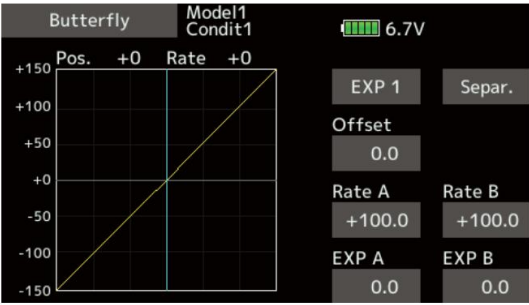 Butterfly
Model1
Condit1
6.7V
Pos. +0 Rate +0
+150
+100
+50
+0
-50
-100
-150
EXP 1 Separ.
Offset
0.0
Rate A Rate B
+100.0 +100.0
EXP A EXP B
0.0 0.0